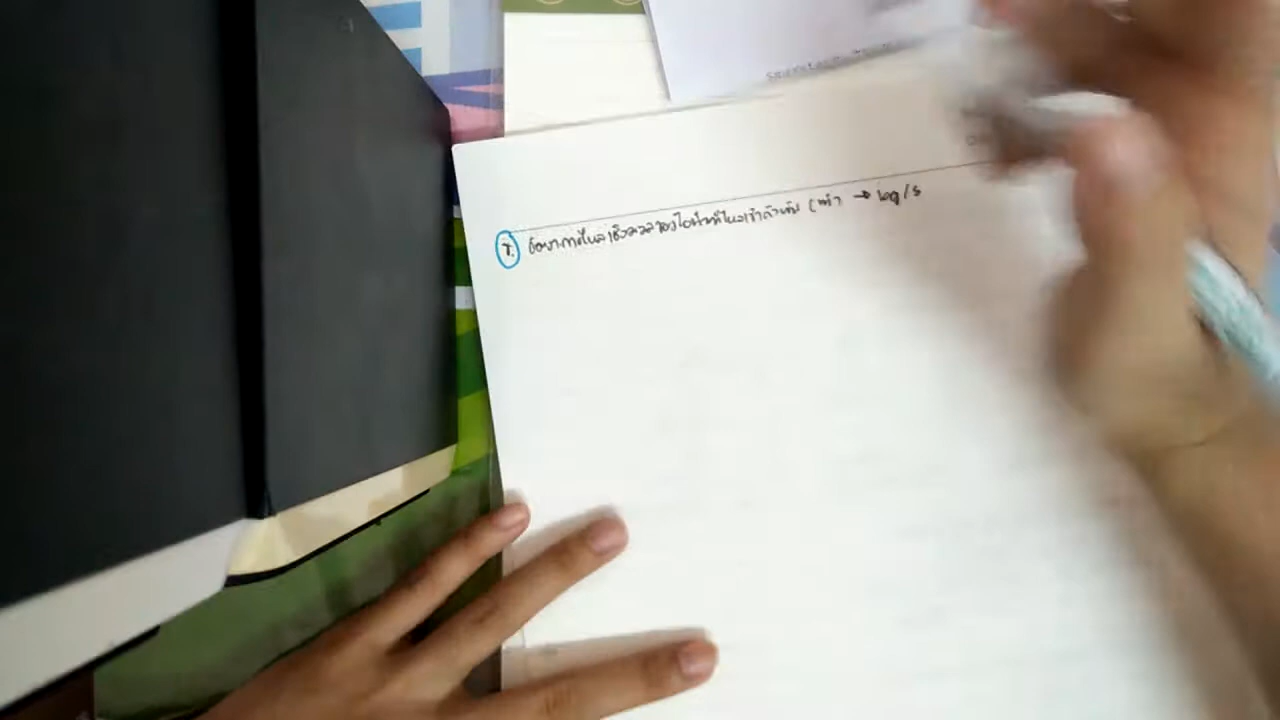 ข. อัตราการไหลเชิงมวลของไอน้ำที่ไหลเข้ากังหัน ( → kg/s